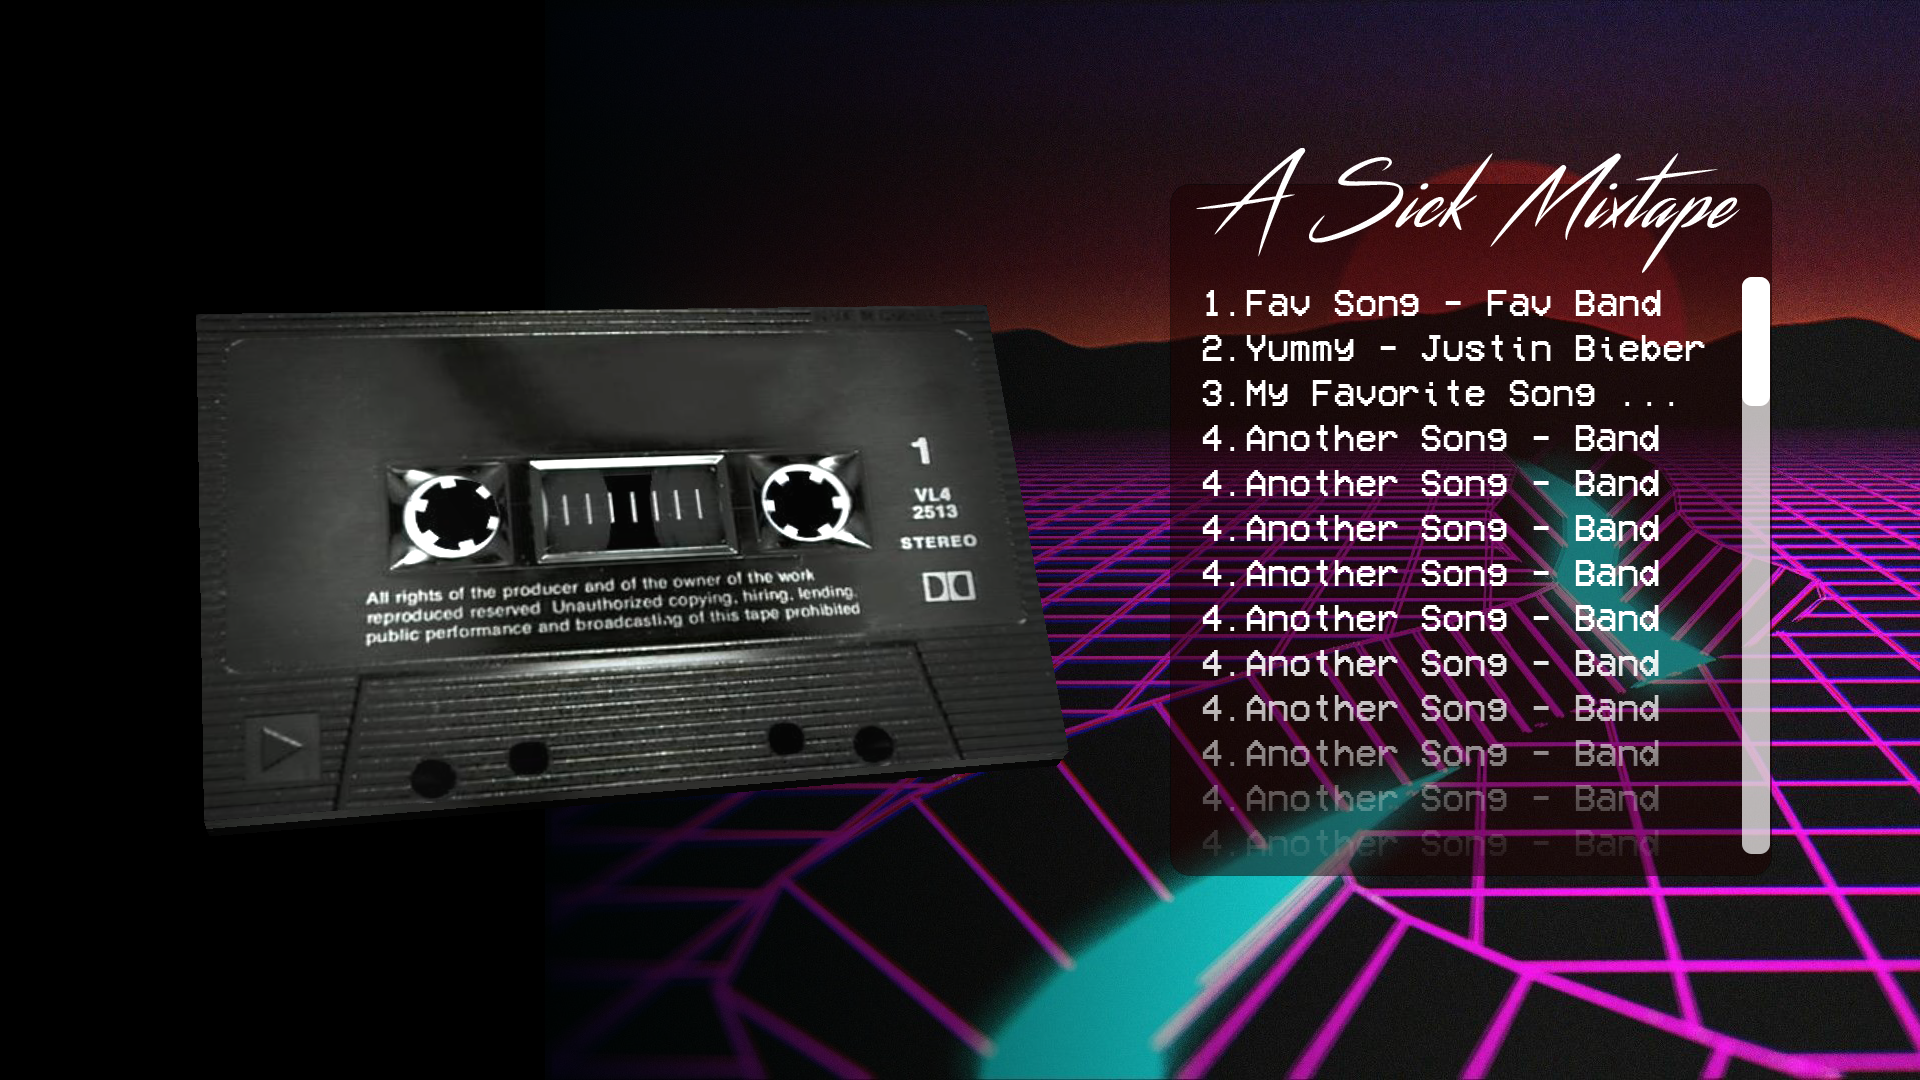 A Sick Mixtape
1. Fav Song - Fav Band
2. Yummy - Justin Bieber
3. My Favorite Song ...
4. Another Song - Band
4. Another Song - Band
4. Another Song - Band
4. Another Song - Band
4. Another Song - Band
4. Another Song - Band
4. Another Song - Band
4. Another Song - Band
4. Another Song - Band
4. Another Song - Band
1
VL4
2513
STEREO
All rights of the producer and of the owner of the work
reproduced reserved Unauthorized copying, hiring, lending,
public performance and broadcasting of this tape prohibited